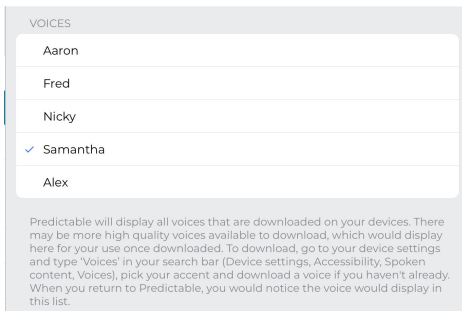 VOICES
Aaron
Fred
Nicky
Samantha
Alex
Predictable will display all voices that are downloaded on your devices. There
may be more high quality voices available to download, which would display
here for your use once downloaded. To download, go to your device settings
and type 'Voices' in your search bar (Device settings, Accessibility, Spoken
content, Voices), pick your accent and download a voice if you haven't already.
When you return to Predictable, you would notice the voice would display in
this list.